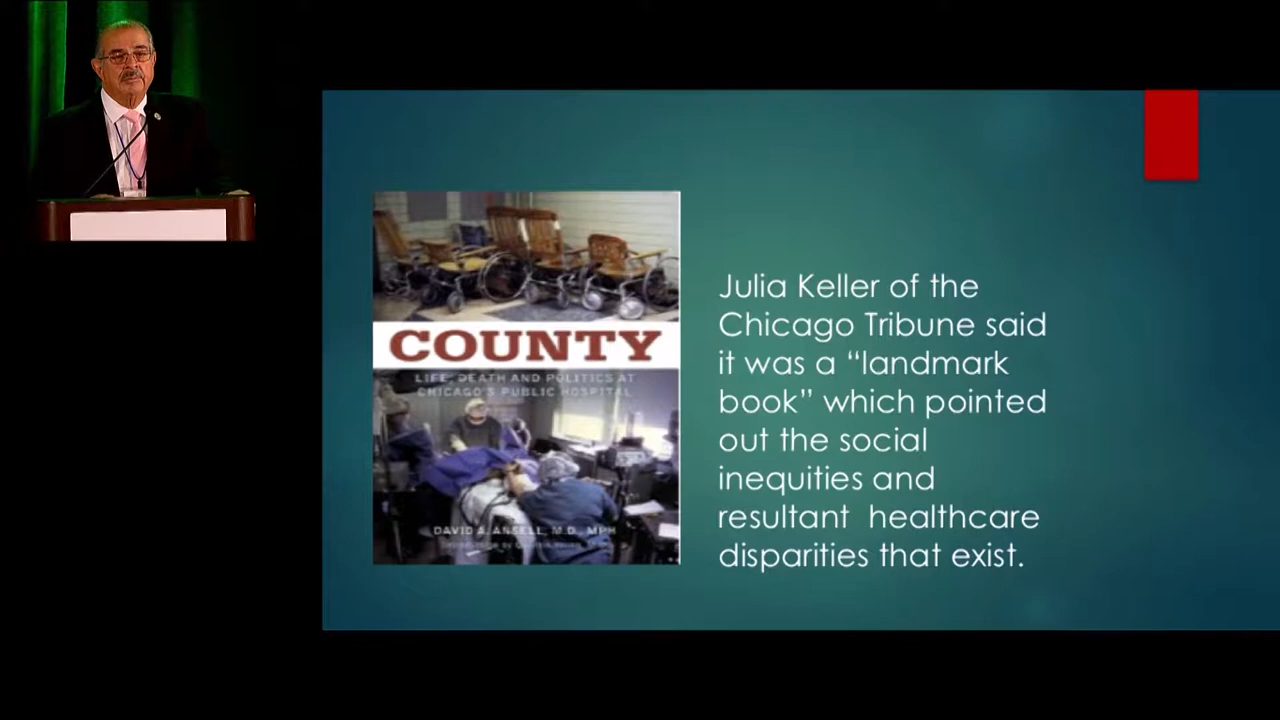 COUNTY
LIFE, DEATH AND POLITICS AT
CHICAGO'S PUBLIC HOSPITAL
DAVID A. ANSELL, M.D., MPH
Julia Keller of the
Chicago Tribune said
it was a “landmark
book” which pointed
out the social
inequities and
resultant healthcare
disparities that exist.